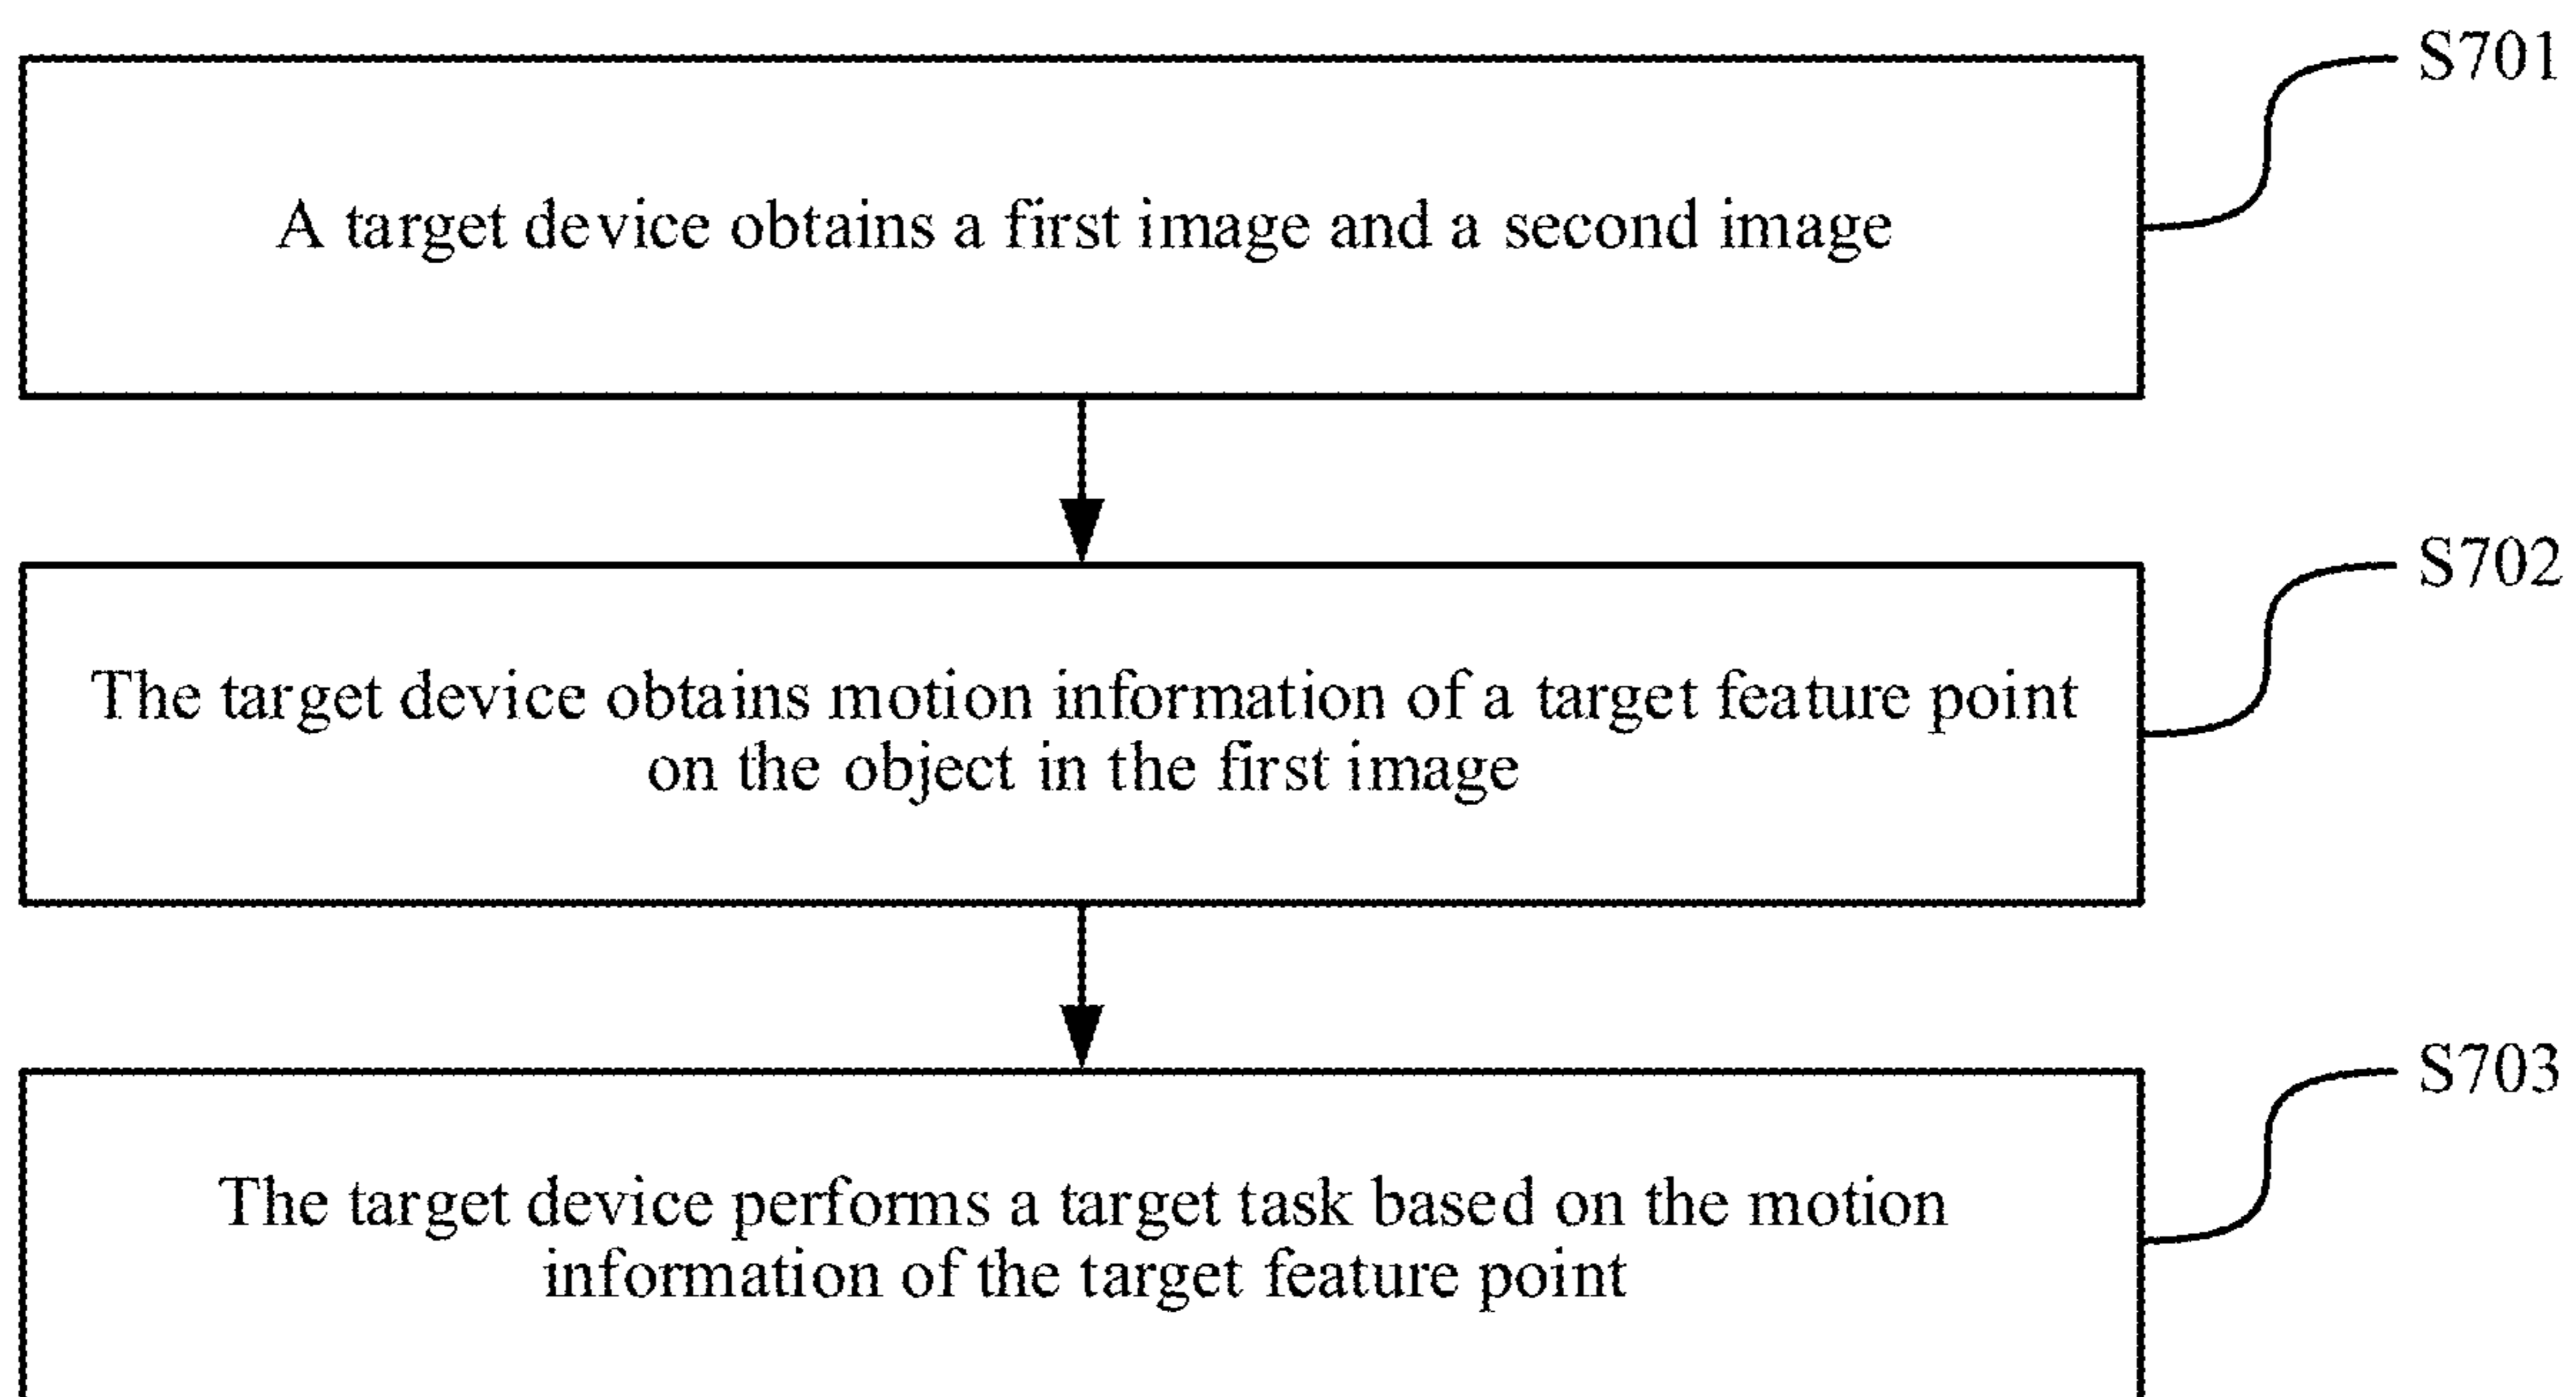 S701
A target device obtains a first image and a second image
S702
The target device obtains motion information of a target feature point
on the object in the first image
S703
The target device performs a target task based on the motion
information of the target feature point